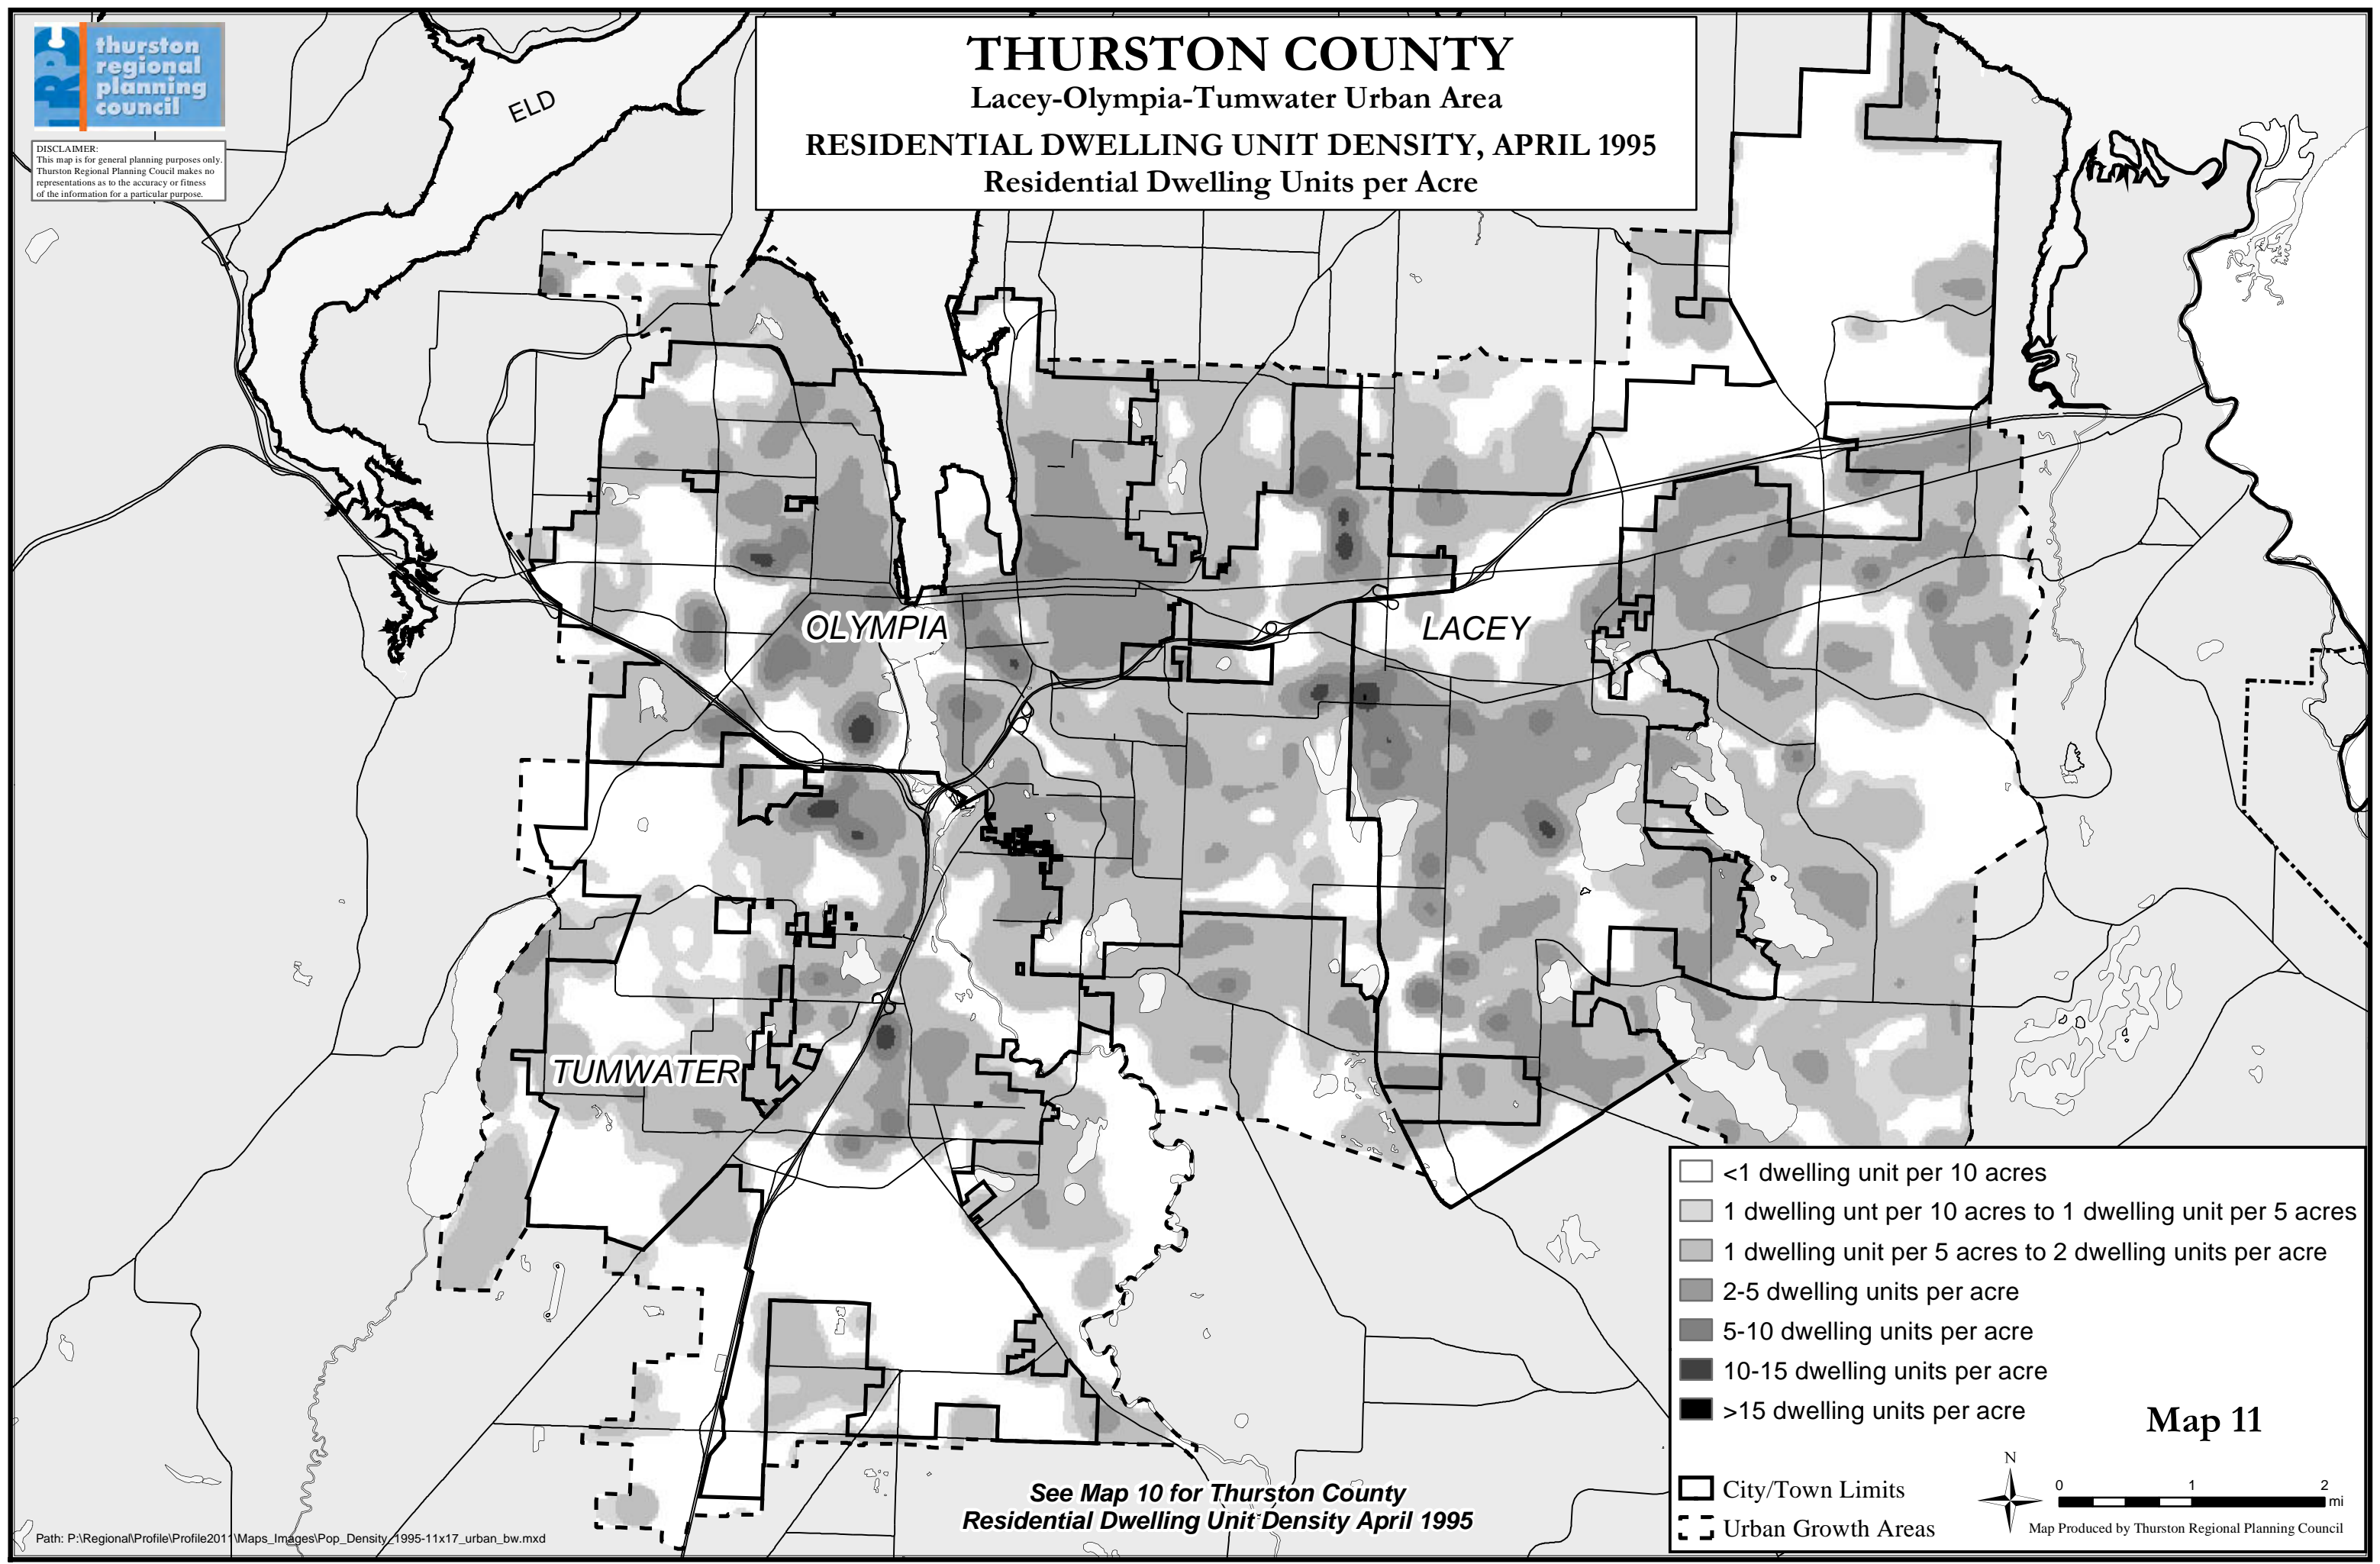 TRPC
thurston
regional
planning
council
DISCLAIMER:
This map is for general planning purposes only.
Thurston Regional Planning Coucil makes no
representations as to the accuracy or fitness
of the information for a particular purpose.
THURSTON COUNTY
Lacey-Olympia-Tumwater Urban Area
RESIDENTIAL DWELLING UNIT DENSITY, APRIL 1995
Residential Dwelling Units per Acre
ELD
OLYMPIA
LACEY
TUMWATER
<1 dwelling unit per 10 acres
1 dwelling unt per 10 acres to 1 dwelling unit per 5 acres
1 dwelling unit per 5 acres to 2 dwelling units per acre
2-5 dwelling units per acre
5-10 dwelling units per acre
10-15 dwelling units per acre
>15 dwelling units per acre
Map 11
City/Town Limits
Urban Growth Areas
N
0 1 2
mi
Map Produced by Thurston Regional Planning Council
See Map 10 for Thurston County
Residential Dwelling Unit Density April 1995
Path: P:\Regional\Profile\Profile2011\Maps_Images\Pop_Density_1995-11x17_urban_bw.mxd